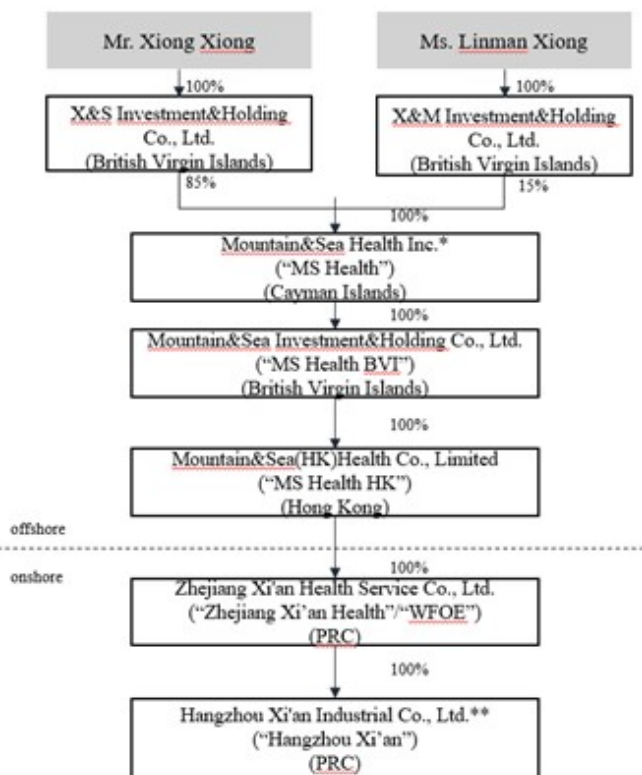 Mr. Xiong Xiong
Ms. Linman Xiong
100%
100%
X&S Investment&Holding
Co., Ltd.
(British Virgin Islands)
X&M Investment&Holding
Co., Ltd.
(British Virgin Islands)
85%
15%
100%
Mountain&Sea Health Inc.*
(“MS Health”)
(Cayman Islands)
100%
Mountain&Sea Investment&Holding Co., Ltd.
(“MS Health BVI”)
(British Virgin Islands)
100%
Mountain&Sea(HK)Health Co., Limited
(“MS Health HK”)
(Hong Kong)
offshore
onshore
100%
Zhejiang Xi'an Health Service Co., Ltd.
(“Zhejiang Xi’an Health”/“WFOE”)
(PRC)
100%
Hangzhou Xi'an Industrial Co., Ltd.**
(“Hangzhou Xi’an”)
(PRC)